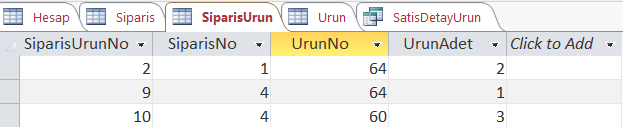 Hesap Siparis SiparisUrun Urun SatisDetayUrun
SiparisUrunNo SiparisNo UrunNo UrunAdet Click to Add
2 1 64 2
9 4 64 1
10 4 60 3